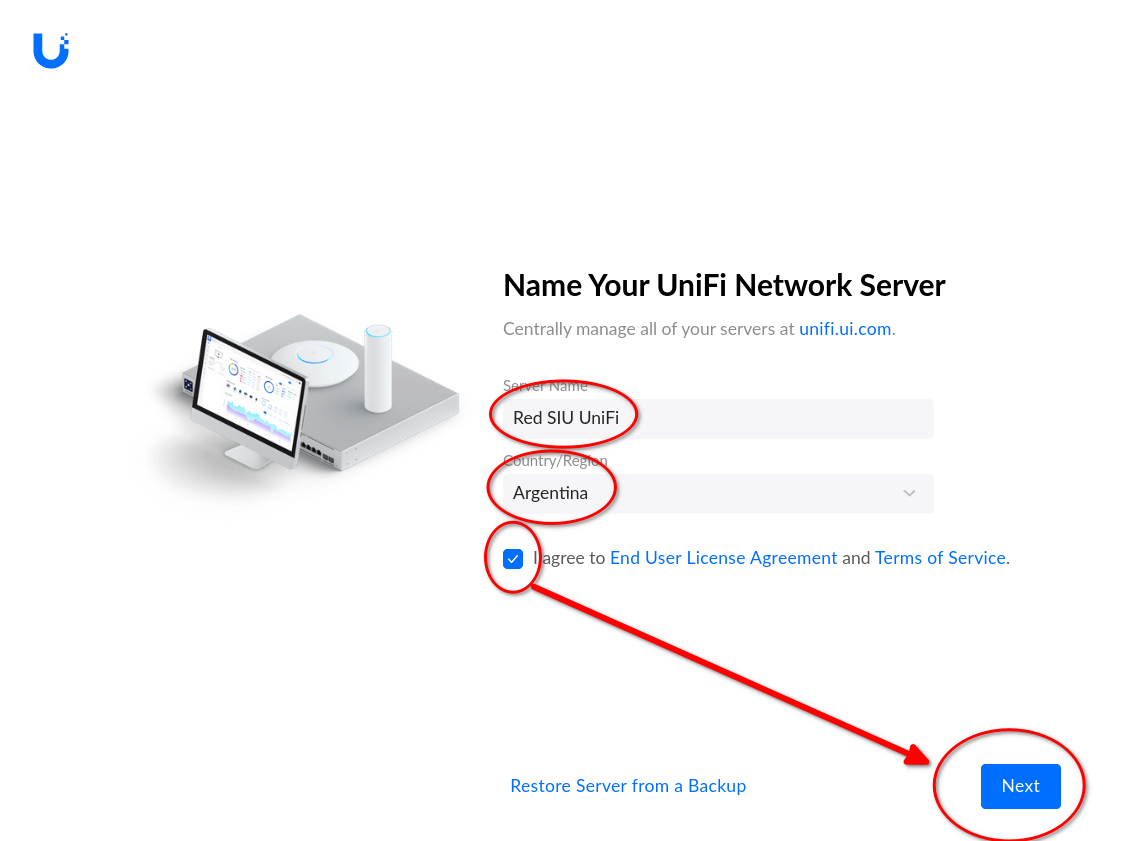 Name Your UniFi Network Server
Centrally manage all of your servers at unifi.ui.com.
Server Name
Red SIU UniFi
Country/Region
Argentina
I agree to End User License Agreement and Terms of Service.
Restore Server from a Backup
Next